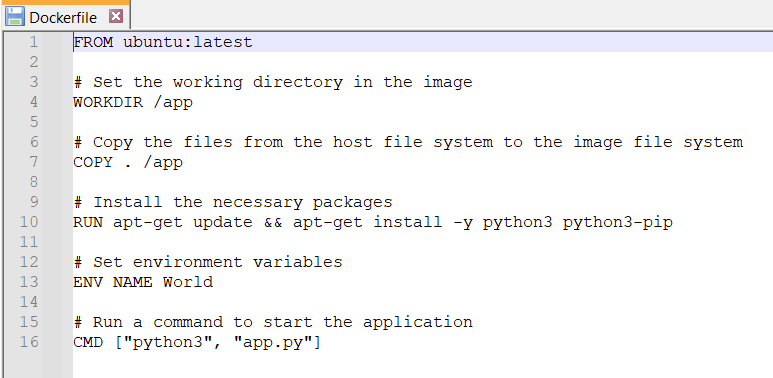 Dockerfile
1 FROM ubuntu:latest
2
3 # Set the working directory in the image
4 WORKDIR /app
5
6 # Copy the files from the host file system to the image file system
7 COPY . /app
8
9 # Install the necessary packages
10 RUN apt-get update && apt-get install -y python3 python3-pip
11
12 # Set environment variables
13 ENV NAME World
14
15 # Run a command to start the application
16 CMD ["python3", "app.py"]